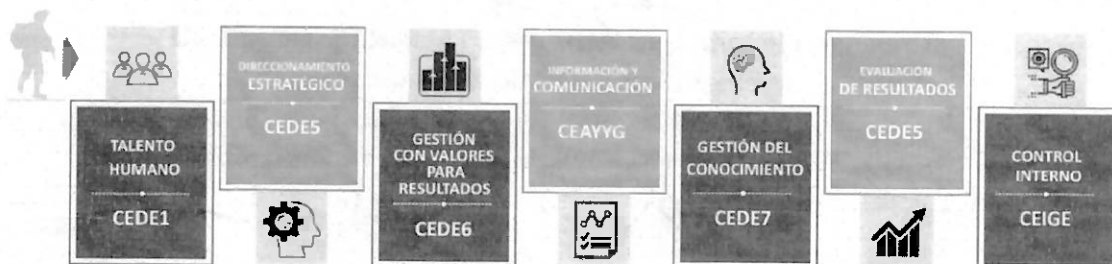 TALENTO
HUMANO
CEDE1
DIRECCIONAMIENTO
ESTRATÉGICO
CEDE5
GESTIÓN
CON VALORES
PARA
RESULTADOS
CEDE6
INFORMACIÓN Y
COMUNICACIÓN
CEAYYG
GESTIÓN DEL
CONOCIMIENTO
CEDE7
EVALUACIÓN
DE RESULTADOS
CEDE5
CONTROL
INTERNO
CEIGE